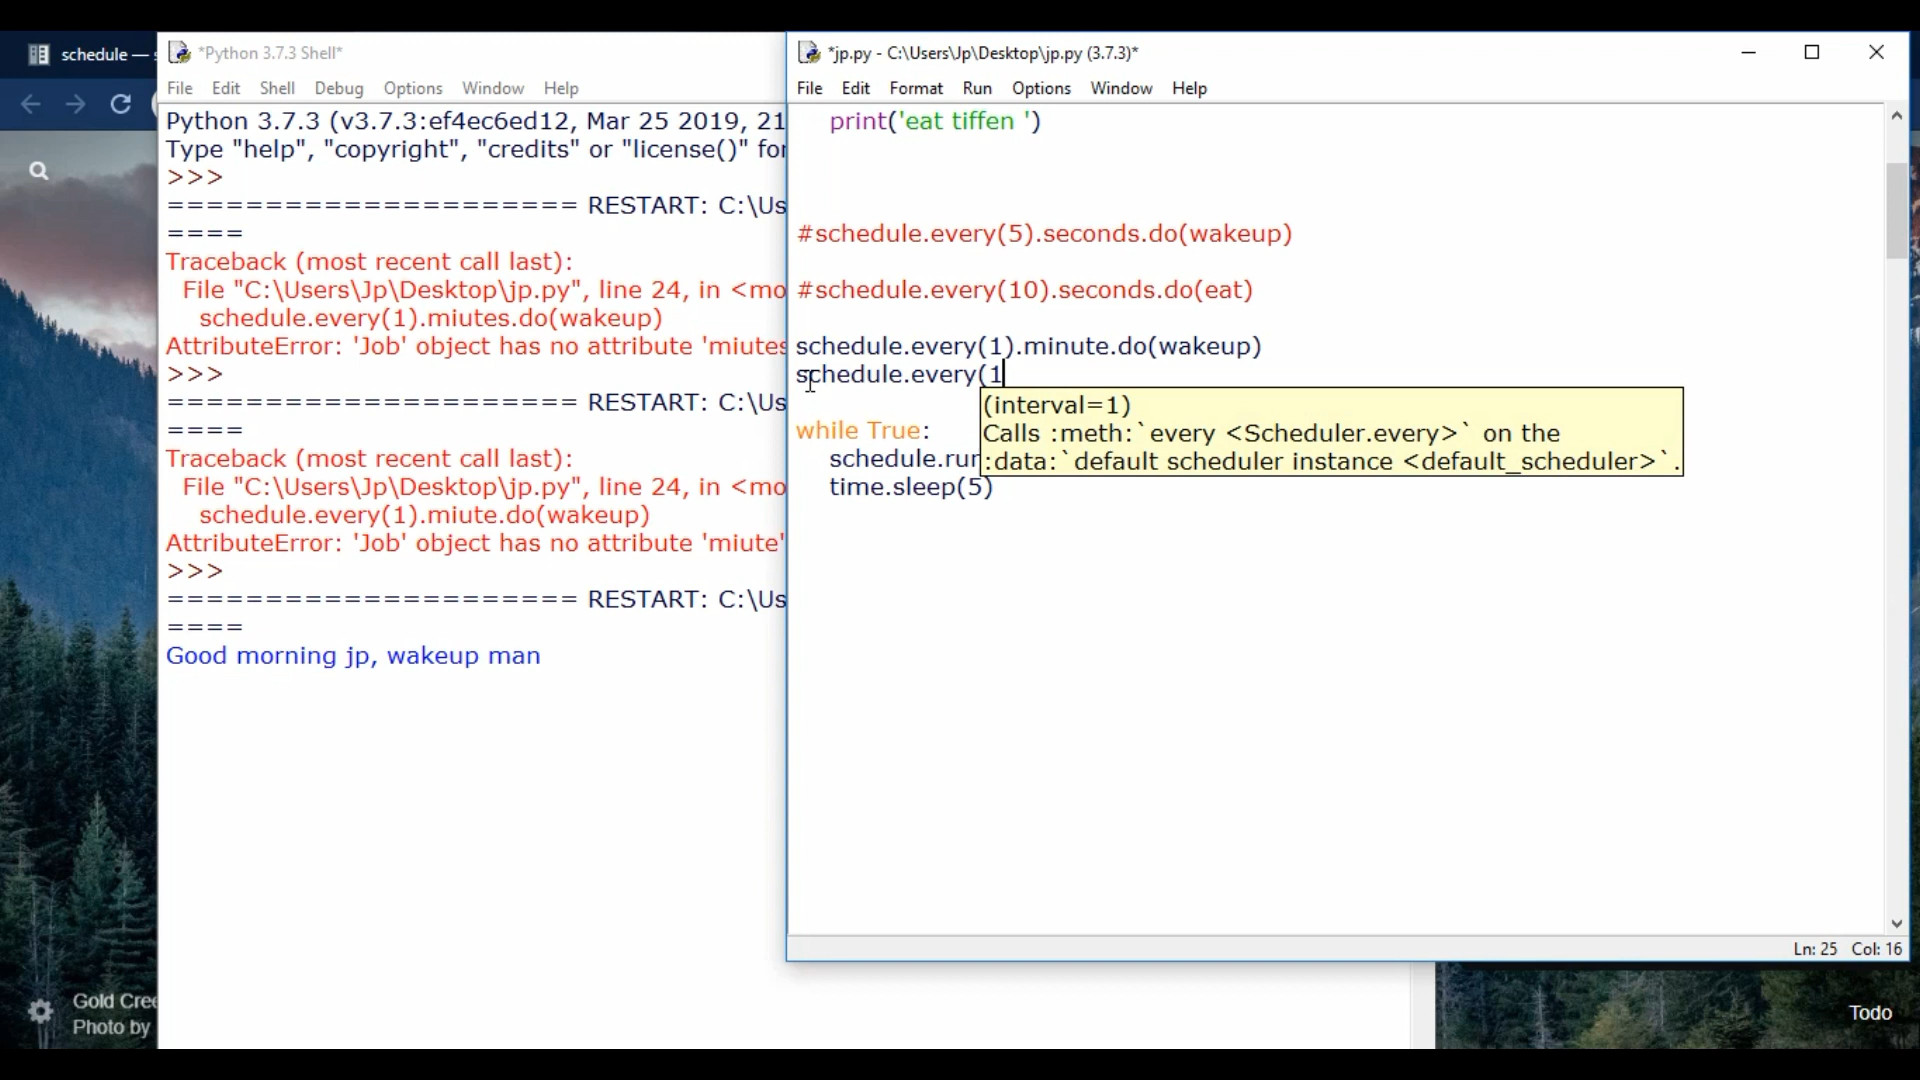 schedule —
*Python 3.7.3 Shell*
File Edit Shell Debug Options Window Help
Python 3.7.3 (v3.7.3:ef4ec6ed12, Mar 25 2019, 21
Type "help", "copyright", "credits" or "license()" for
>>>
===================== RESTART: C:\Us
====
Traceback (most recent call last):
File "C:\Users\Jp\Desktop\jp.py", line 24, in <mo
schedule.every(1).miutes.do(wakeup)
AttributeError: 'Job' object has no attribute 'miutes
>>>
===================== RESTART: C:\Us
====
Traceback (most recent call last):
File "C:\Users\Jp\Desktop\jp.py", line 24, in <mo
schedule.every(1).miute.do(wakeup)
AttributeError: 'Job' object has no attribute 'miute'
>>>
===================== RESTART: C:\Us
====
Good morning jp, wakeup man
*jp.py - C:\Users\Jp\Desktop\jp.py (3.7.3)*
File Edit Format Run Options Window Help
print('eat tiffen ')
#schedule.every(5).seconds.do(wakeup)
#schedule.every(10).seconds.do(eat)
schedule.every(1).minute.do(wakeup)
schedule.every(1
(interval=1)
Calls :meth:`every <Scheduler.every>` on the
:data:`default scheduler instance <default_scheduler>`.
while True:
schedule.run
time.sleep(5)
Ln: 25 Col: 16
Gold Cree
Photo by
Todo